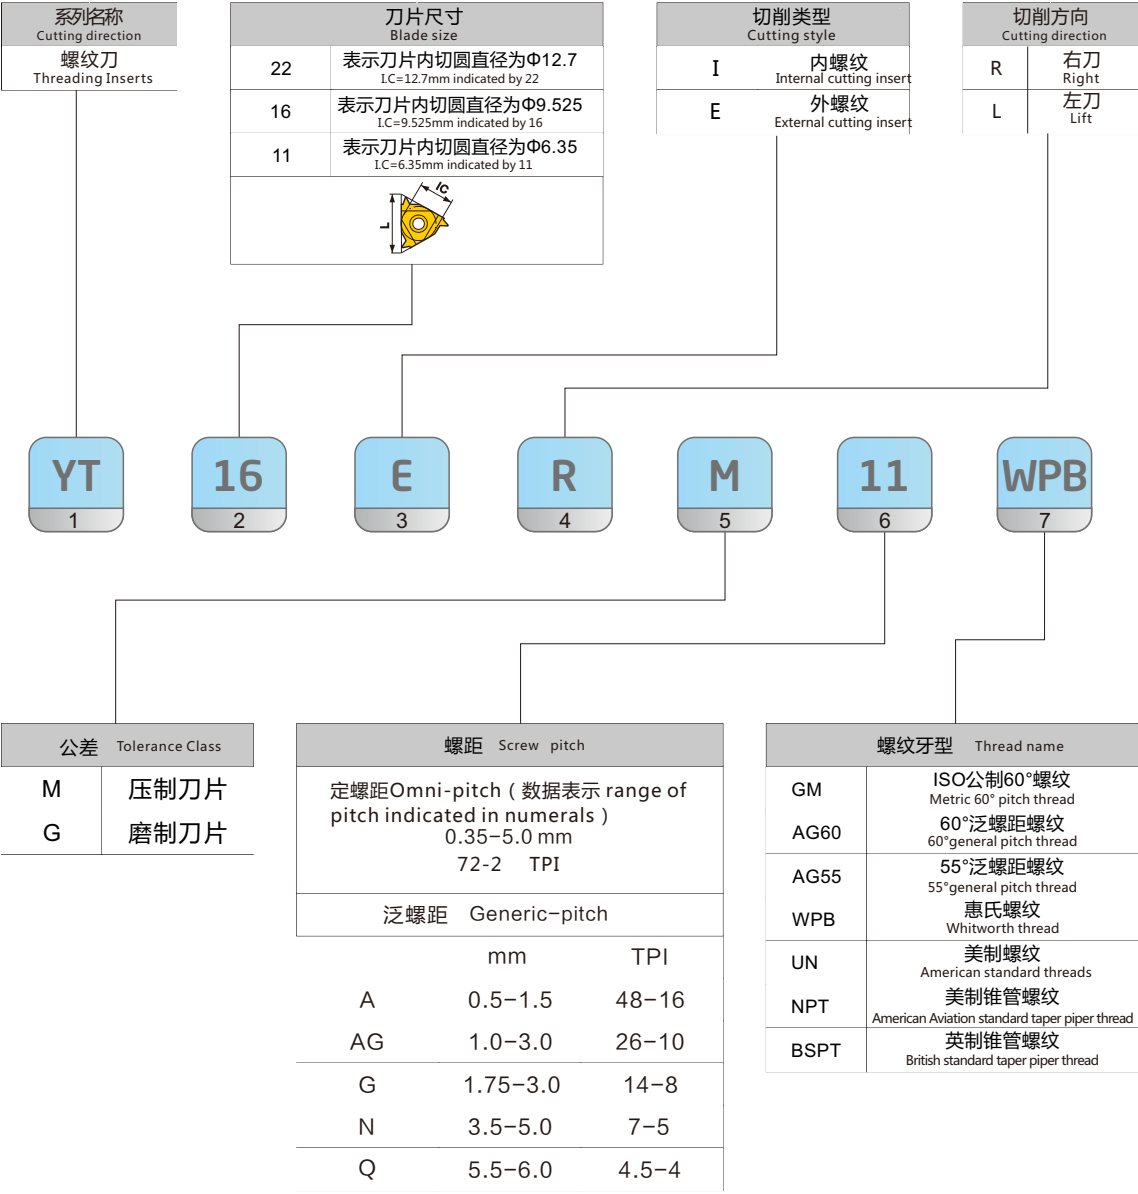 系列名称
Cutting direction
螺纹刀
Threading Inserts
刀片尺寸
Blade size
22 表示刀片内切圆直径为Φ12.7
I.C=12.7mm indicated by 22
16 表示刀片内切圆直径为Φ9.525
I.C=9.525mm indicated by 16
11 表示刀片内切圆直径为Φ6.35
I.C=6.35mm indicated by 11
IC
L
切削类型
Cutting style
I 内螺纹
Internal cutting insert
E 外螺纹
External cutting insert
切削方向
Cutting direction
R 右刀
Right
L 左刀
Lift
YT 16 E R M 11 WPB
1 2 3 4 5 6 7
公差 Tolerance Class
M 压制刀片
G 磨制刀片
螺距 Screw pitch
定螺距Omni-pitch ( 数据表示 range of
pitch indicated in numerals )
0.35-5.0 mm
72-2 TPI
泛螺距 Generic-pitch
mm TPI
A 0.5-1.5 48-16
AG 1.0-3.0 26-10
G 1.75-3.0 14-8
N 3.5-5.0 7-5
Q 5.5-6.0 4.5-4
螺纹牙型 Thread name
GM ISO公制60°螺纹
Metric 60° pitch thread
AG60 60°泛螺距螺纹
60°general pitch thread
AG55 55°泛螺距螺纹
55°general pitch thread
WPB 惠氏螺纹
Whitworth thread
UN 美制螺纹
American standard threads
NPT 美制锥管螺纹
American Aviation standard taper piper thread
BSPT 英制锥管螺纹
British standard taper piper thread